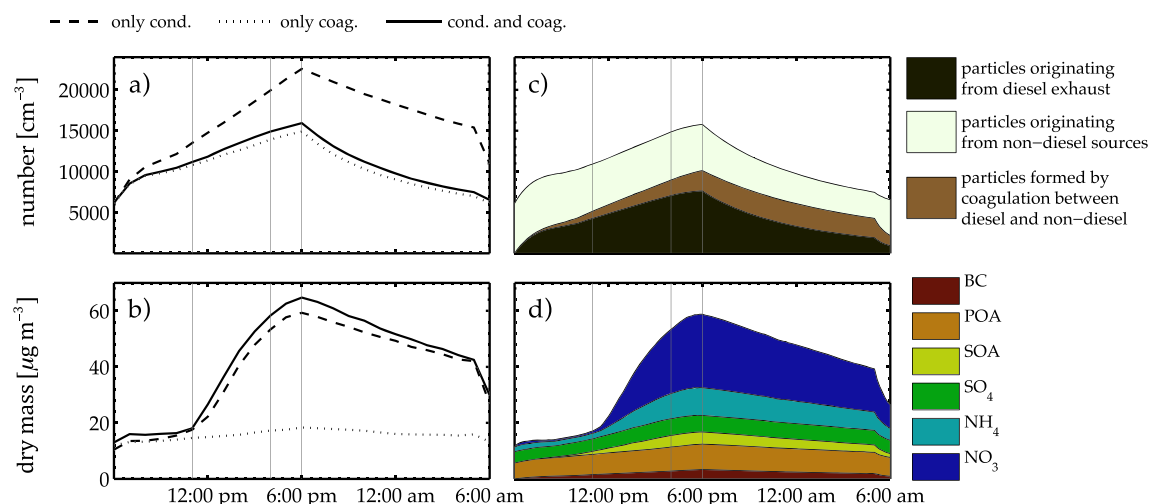 only cond. only coag. cond. and coag.
a)
c)
20000
15000
10000
5000
number [cm⁻³]
particles originating
from diesel exhaust
particles originating
from non−diesel sources
particles formed by
coagulation between
diesel and non−diesel
b)
d)
60
40
20
0
dry mass [μg m⁻³]
12:00 pm 6:00 pm 12:00 am 6:00 am
12:00 pm 6:00 pm 12:00 am 6:00 am
BC
POA
SOA
SO₄
NH₄
NO₃